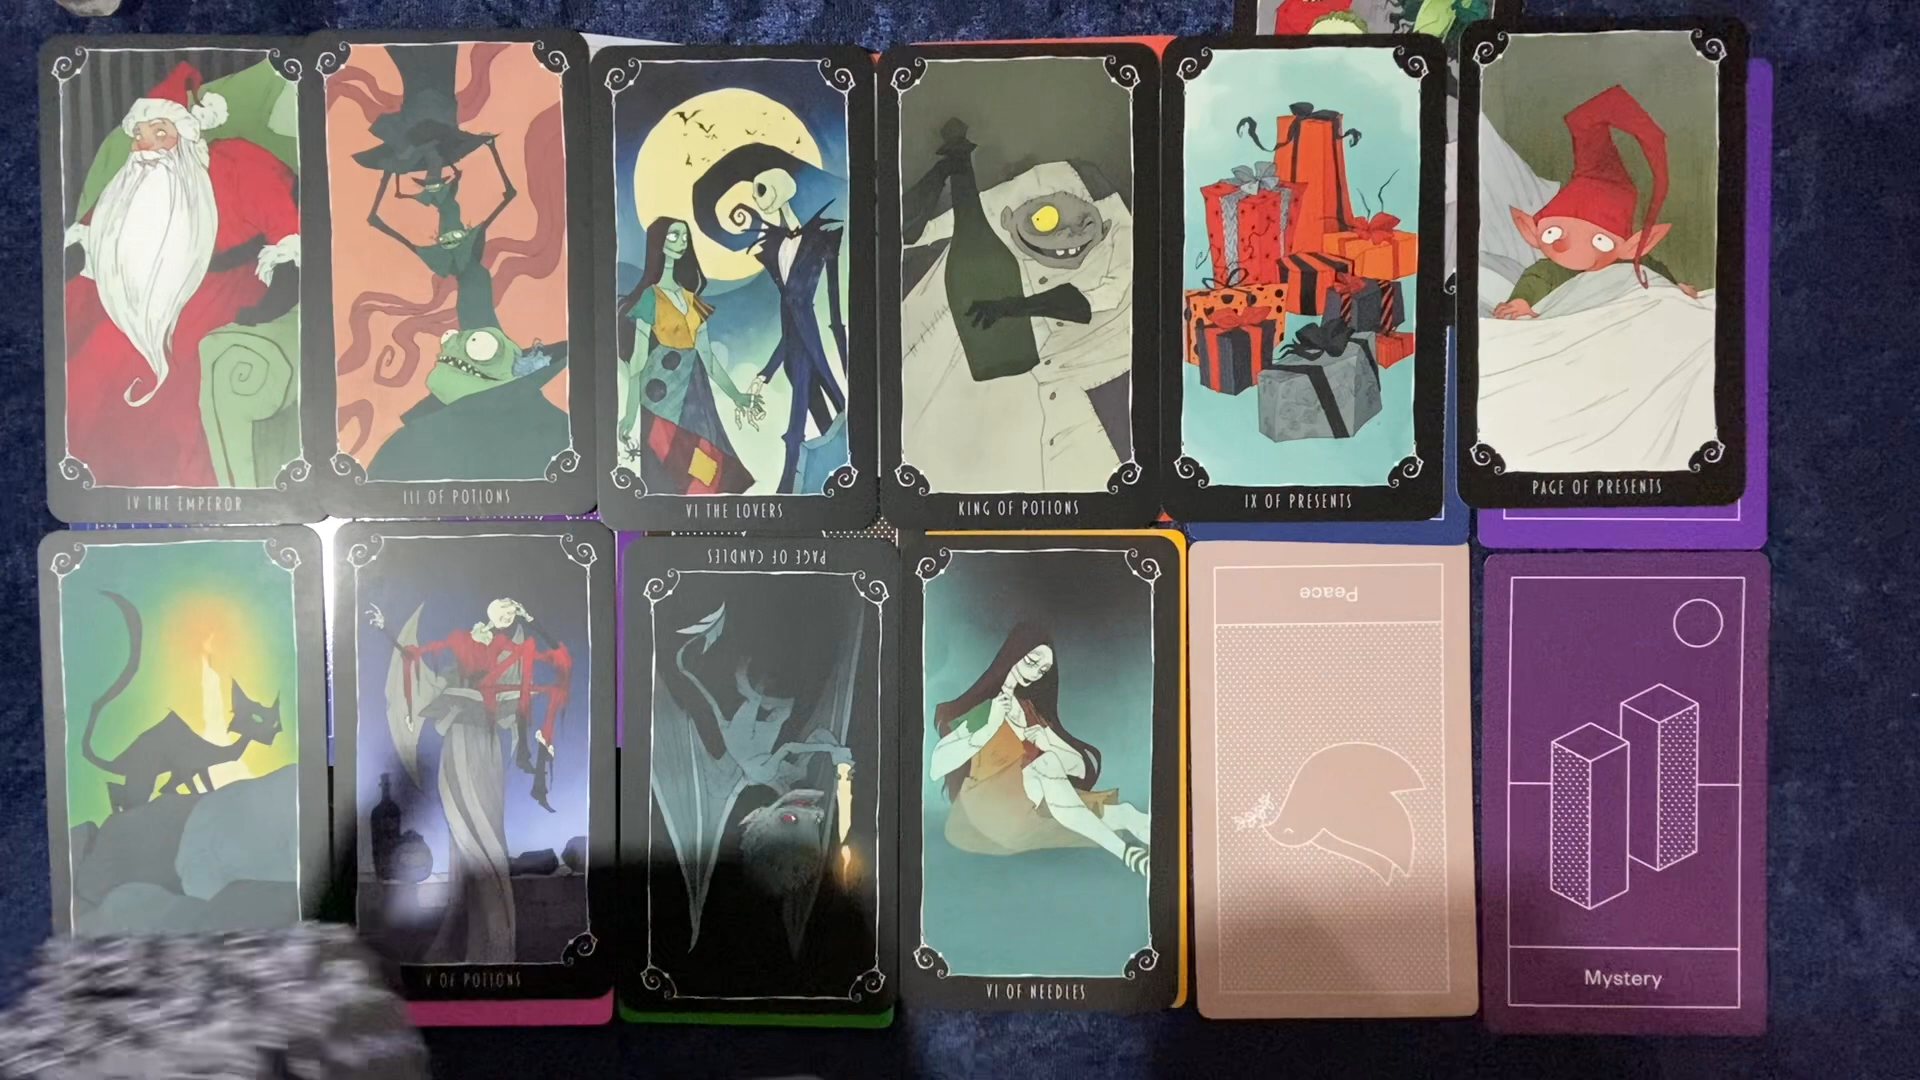 IV THE EMPEROR
III OF POTIONS
VI THE LOVERS
KING OF POTIONS
IX OF PRESENTS
PAGE OF PRESENTS
V OF POTIONS
PAGE OF CANDLES
VI OF NEEDLES
Peace
Mystery